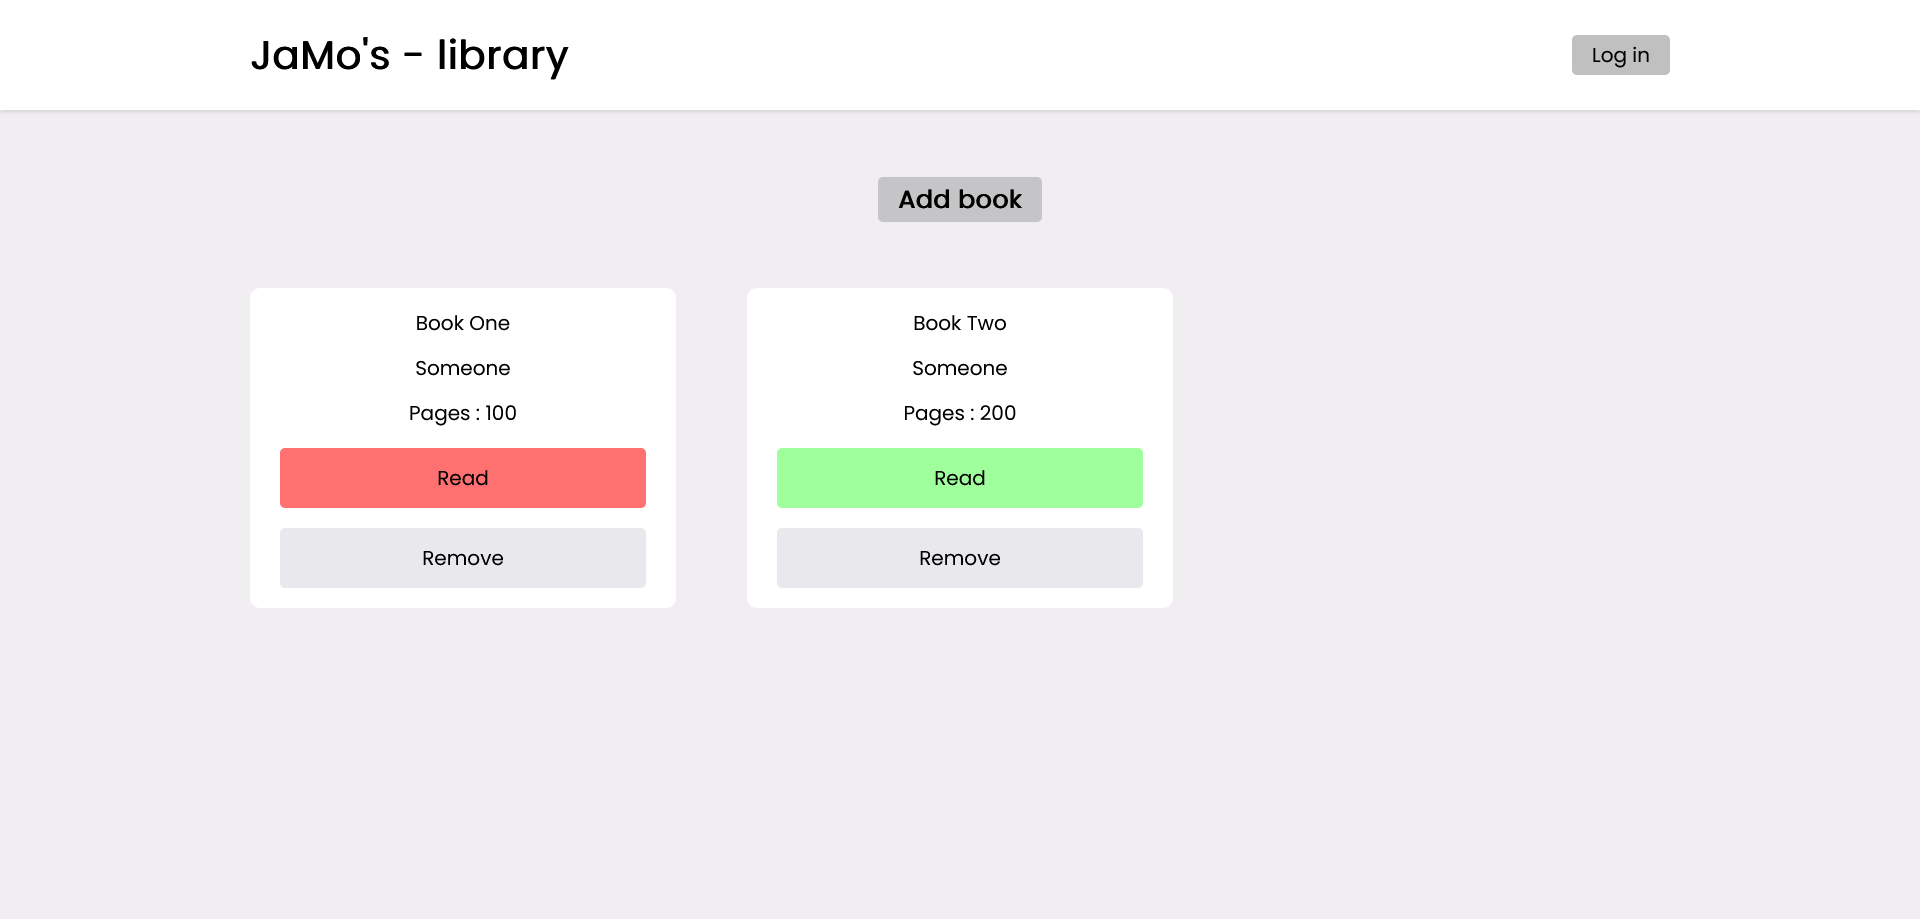 JaMo's - library
Log in
Add book
Book One
Someone
Pages : 100
Read
Remove
Book Two
Someone
Pages : 200
Read
Remove